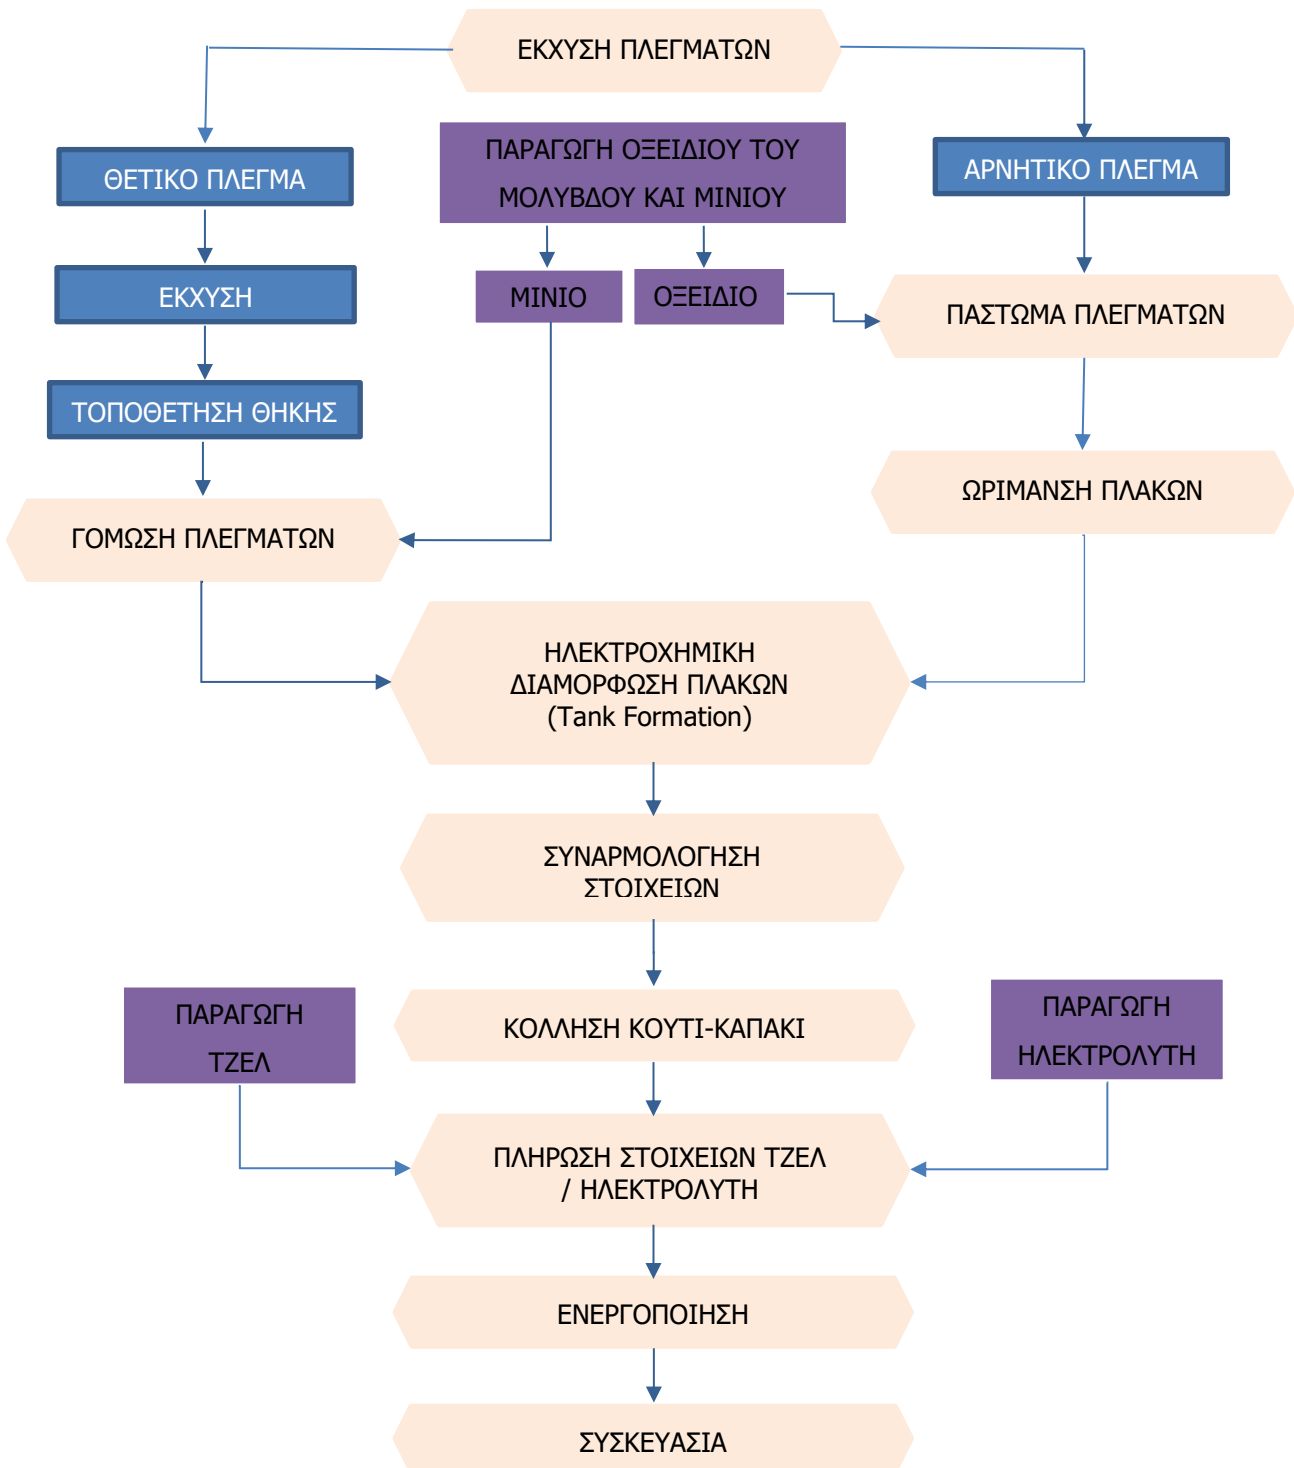 ΕΚΧΥΣΗ ΠΛΕΓΜΑΤΩΝ
ΘΕΤΙΚΟ ΠΛΕΓΜΑ
ΠΑΡΑΓΩΓΗ ΟΞΕΙΔΙΟΥ ΤΟΥ
ΜΟΛΥΒΔΟΥ ΚΑΙ ΜΙΝΙΟΥ
ΑΡΝΗΤΙΚΟ ΠΛΕΓΜΑ
ΕΚΧΥΣΗ
ΜΙΝΙΟ
ΟΞΕΙΔΙΟ
ΠΑΣΤΩΜΑ ΠΛΕΓΜΑΤΩΝ
ΤΟΠΟΘΕΤΗΣΗ ΘΗΚΗΣ
ΩΡΙΜΑΝΣΗ ΠΛΑΚΩΝ
ΓΟΜΩΣΗ ΠΛΕΓΜΑΤΩΝ
ΗΛΕΚΤΡΟΧΗΜΙΚΗ
ΔΙΑΜΟΡΦΩΣΗ ΠΛΑΚΩΝ
(Tank Formation)
ΣΥΝΑΡΜΟΛΟΓΗΣΗ
ΣΤΟΙΧΕΙΩΝ
ΠΑΡΑΓΩΓΗ
ΤΖΕΛ
ΚΟΛΛΗΣΗ ΚΟΥΤΙ-ΚΑΠΑΚΙ
ΠΑΡΑΓΩΓΗ
ΗΛΕΚΤΡΟΛΥΤΗ
ΠΛΗΡΩΣΗ ΣΤΟΙΧΕΙΩΝ ΤΖΕΛ
/ ΗΛΕΚΤΡΟΛΥΤΗ
ΕΝΕΡΓΟΠΟΙΗΣΗ
ΣΥΣΚΕΥΑΣΙΑ